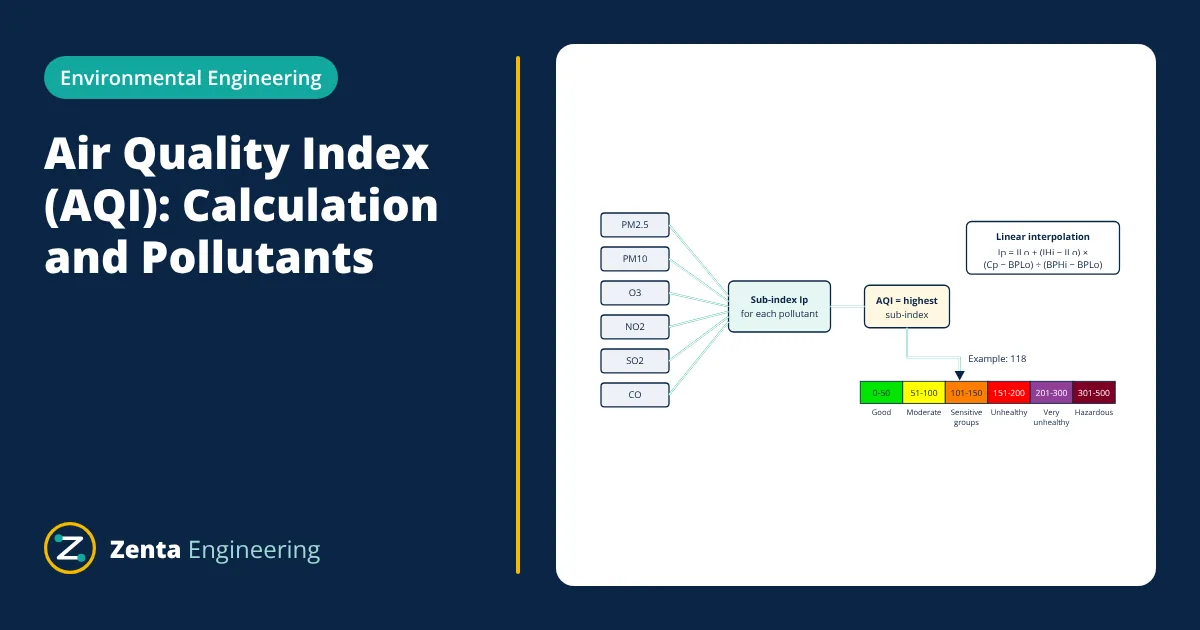 Environmental Engineering
Air Quality Index
(AQI): Calculation
and Pollutants
Zenta Engineering
PM2.5
PM10
O3
NO2
SO2
CO
Sub-index Ip
for each pollutant
AQI = highest
sub-index
Linear interpolation
Ip = ILo + (IHi − ILo) ×
(Cp − BPLo) ÷ (BPHi − BPLo)
Example: 118
0-50 51-100 101-150 151-200 201-300 301-500
Good Moderate Sensitive Unhealthy Very Hazardous
groups unhealthy